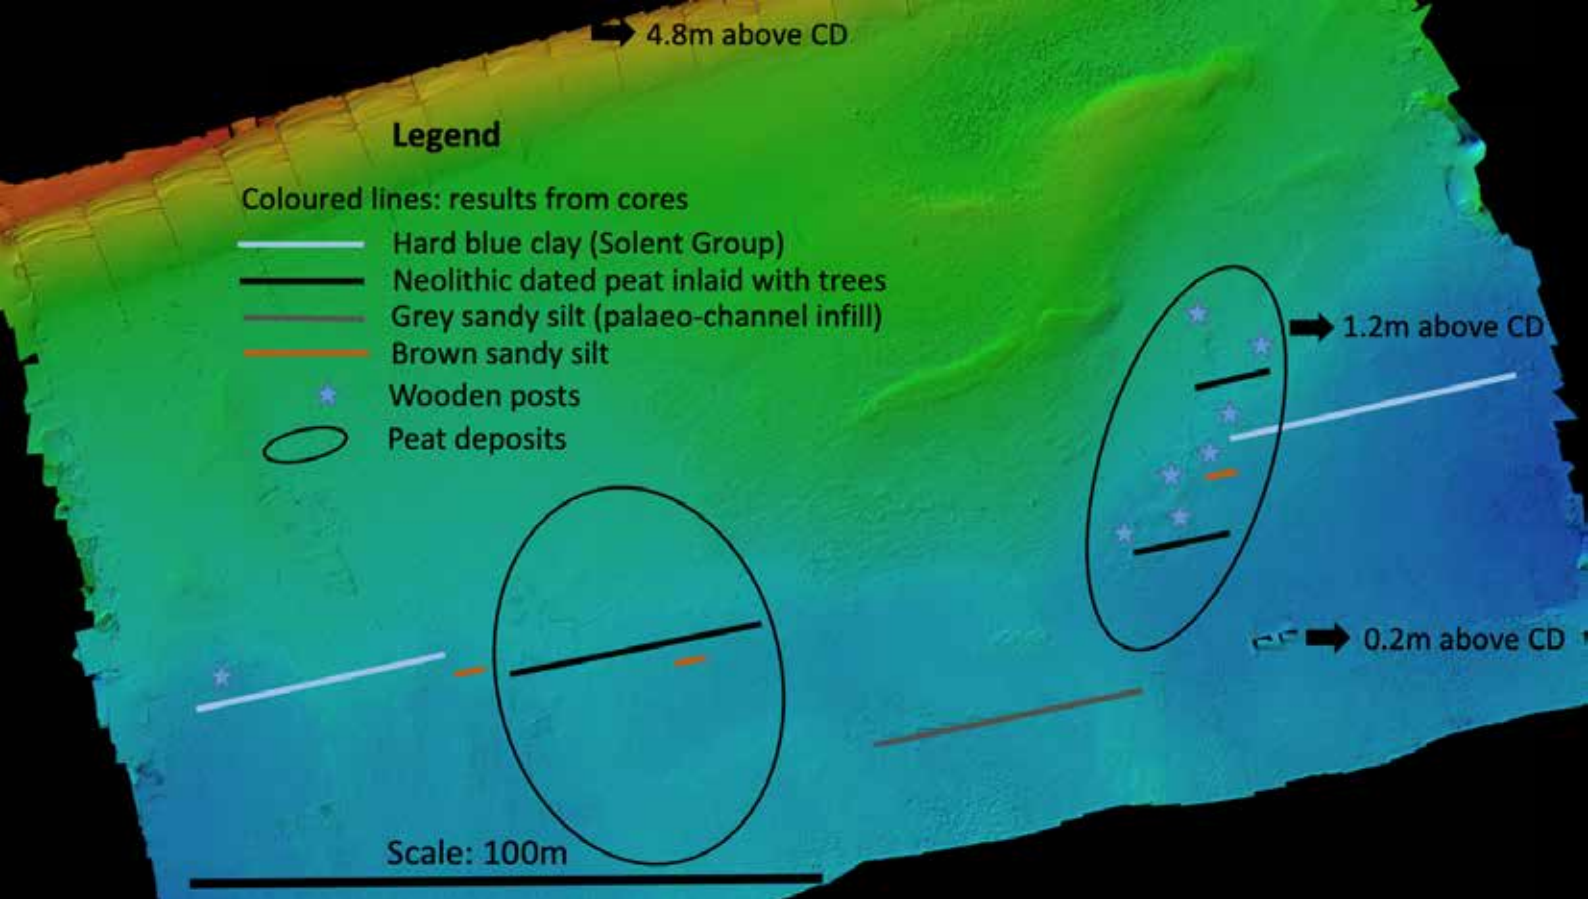 4.8m above CD
Legend
Coloured lines: results from cores
Hard blue clay (Solent Group)
Neolithic dated peat inlaid with trees
Grey sandy silt (palaeo-channel infill)
Brown sandy silt
Wooden posts
Peat deposits
1.2m above CD
0.2m above CD
Scale: 100m